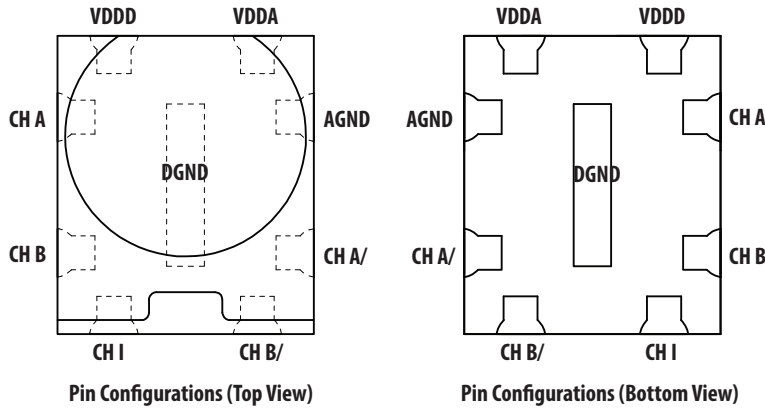 VDDD VDDA
CH A AGND
DGND
CH B CH A/
CH I CH B/
Pin Configurations (Top View)
VDDA VDDD
AGND CH A
DGND
CH A/ CH B
CH B/ CH I
Pin Configurations (Bottom View)